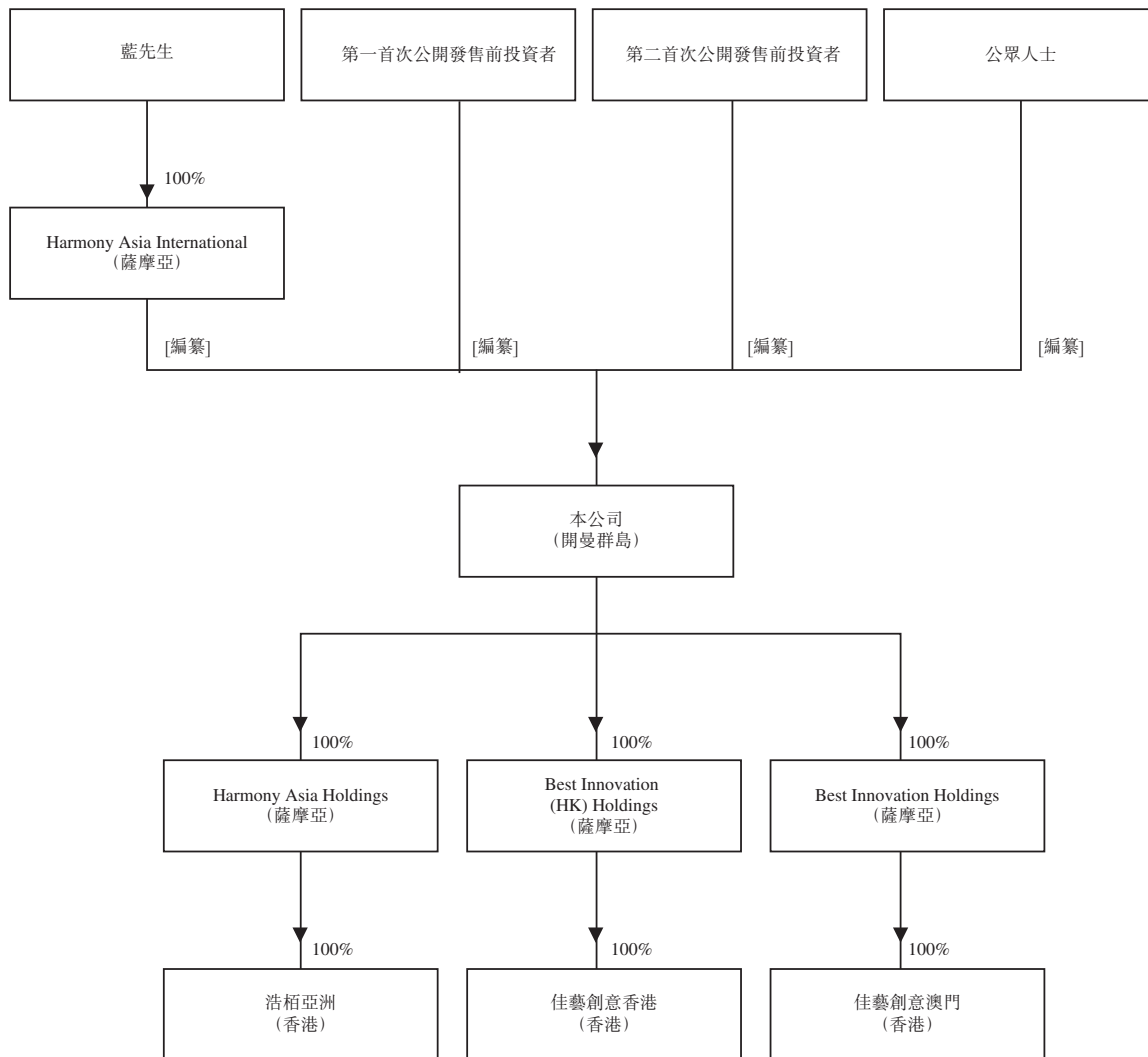 藍先生
第一首次公開發售前投資者
第二首次公開發售前投資者
公眾人士
100%
Harmony Asia International
（薩摩亞）
[編纂]
[編纂]
[編纂]
[編纂]
本公司
（開曼群島）
100%
100%
100%
Harmony Asia Holdings
（薩摩亞）
Best Innovation
(HK) Holdings
（薩摩亞）
Best Innovation Holdings
（薩摩亞）
100%
100%
100%
浩栢亞洲
（香港）
佳藝創意香港
（香港）
佳藝創意澳門
（香港）